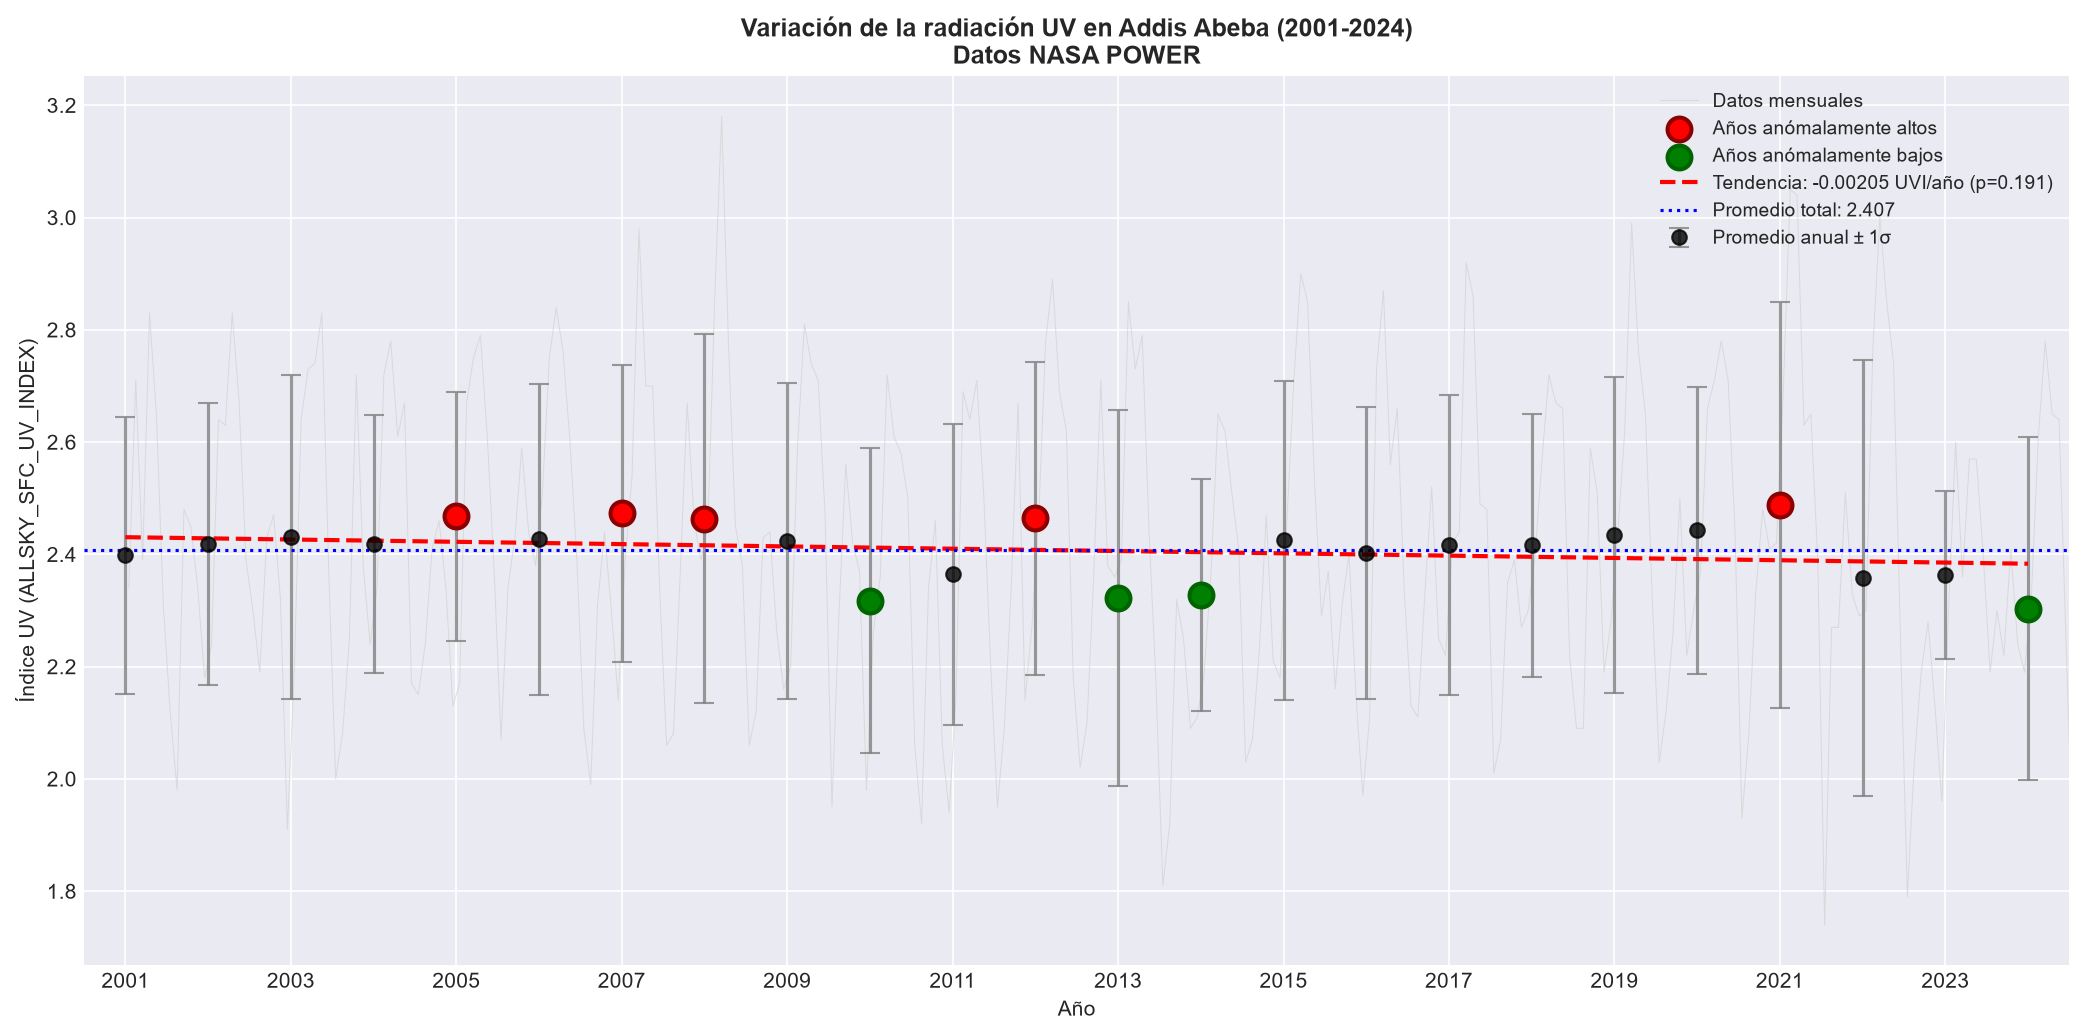 Variación de la radiación UV en Addis Abeba (2001-2024)
Datos NASA POWER
Índice UV (ALLSKY_SFC_UV_INDEX)
3.2
3.0
2.8
2.6
2.4
2.2
2.0
1.8
Datos mensuales
Años anómalamente altos
Años anómalamente bajos
Tendencia: -0.00205 UVI/año (p=0.191)
Promedio total: 2.407
Promedio anual ± 1σ
2001 2003 2005 2007 2009 2011 2013 2015 2017 2019 2021 2023
Año